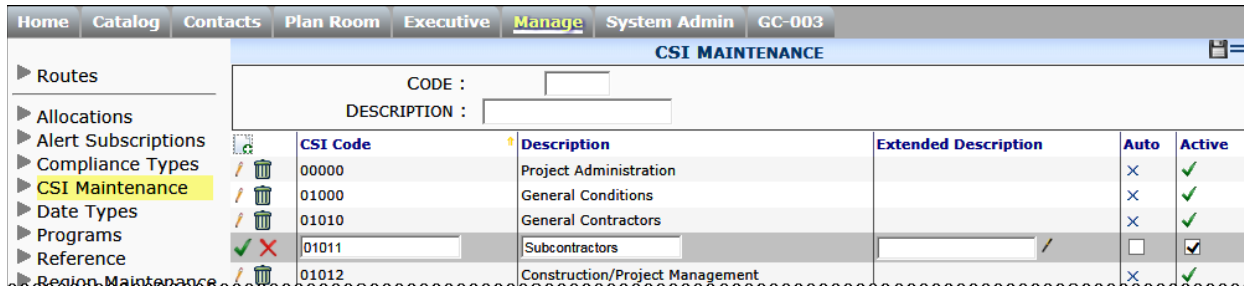 Home Catalog Contacts Plan Room Executive Manage System Admin GC-003
CSI MAINTENANCE
Routes
Allocations
Alert Subscriptions
Compliance Types
CSI Maintenance
Date Types
Programs
Reference
Region Maintenance
CODE :
DESCRIPTION :
CSI Code Description Extended Description Auto Active
00000 Project Administration
01000 General Conditions
01010 General Contractors
01011 Subcontractors
01012 Construction/Project Management